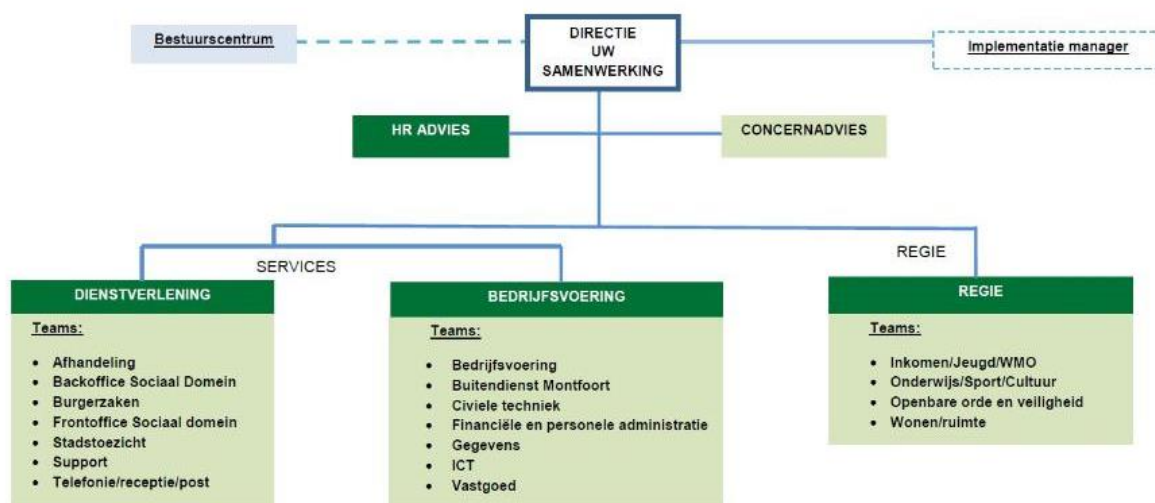 Bestuurscentrum
DIRECTIE
UW
SAMENWERKING
Implementatie manager
HR ADVIES
CONCERNADVIES
SERVICES
REGIE
DIENSTVERLENING
Teams:
• Afhandeling
• Backoffice Sociaal Domein
• Burgerzaken
• Frontoffice Sociaal domein
• Stadstoezicht
• Support
• Telefonie/receptie/post
BEDRIJFSVOERING
Teams:
• Bedrijfsvoering
• Buitendienst Montfoort
• Civiele techniek
• Financiële en personele administratie
• Gegevens
• ICT
• Vastgoed
REGIE
Teams:
• Inkomen/Jeugd/WMO
• Onderwijs/Sport/Cultuur
• Openbare orde en veiligheid
• Wonen/ruimte